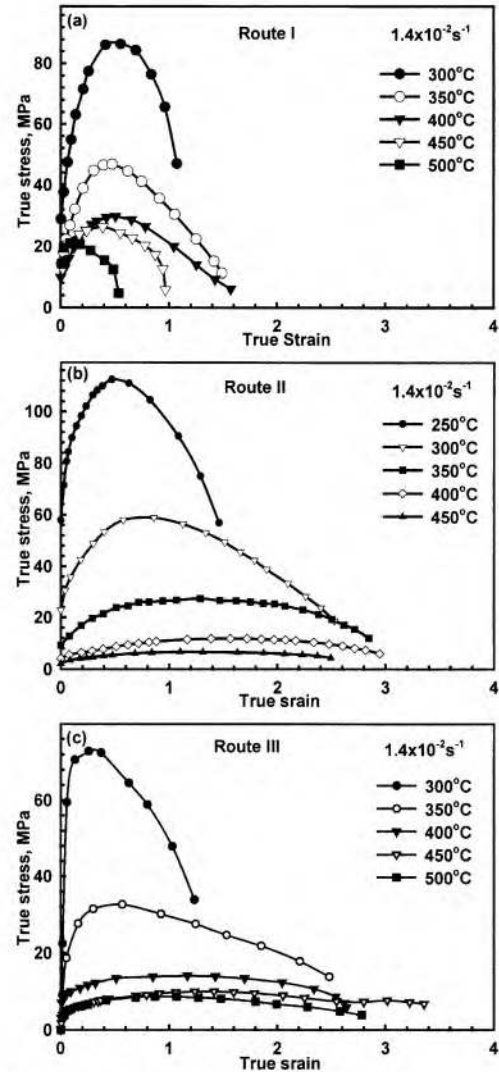 (a)
Route I
1.4x10⁻²s⁻¹
300°C
350°C
400°C
450°C
500°C
True stress, MPa
80
60
40
20
0
0 1 2 3 4
True Strain
(b)
Route II
1.4x10⁻²s⁻¹
250°C
300°C
350°C
400°C
450°C
True stress, MPa
100
80
60
40
20
0
0 1 2 3 4
True srain
(c)
Route III
1.4x10⁻²s⁻¹
300°C
350°C
400°C
450°C
500°C
True stress, MPa
60
40
20
0
0 1 2 3 4
True srain